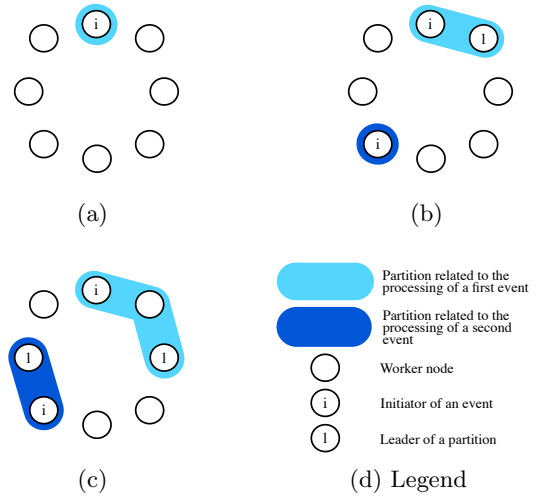 i
i
l
i
(a)
(b)
i
l
l
i
Partition related to the
processing of a first event
Partition related to the
processing of a second
event
Worker node
i
Initiator of an event
l
Leader of a partition
(c)
(d) Legend